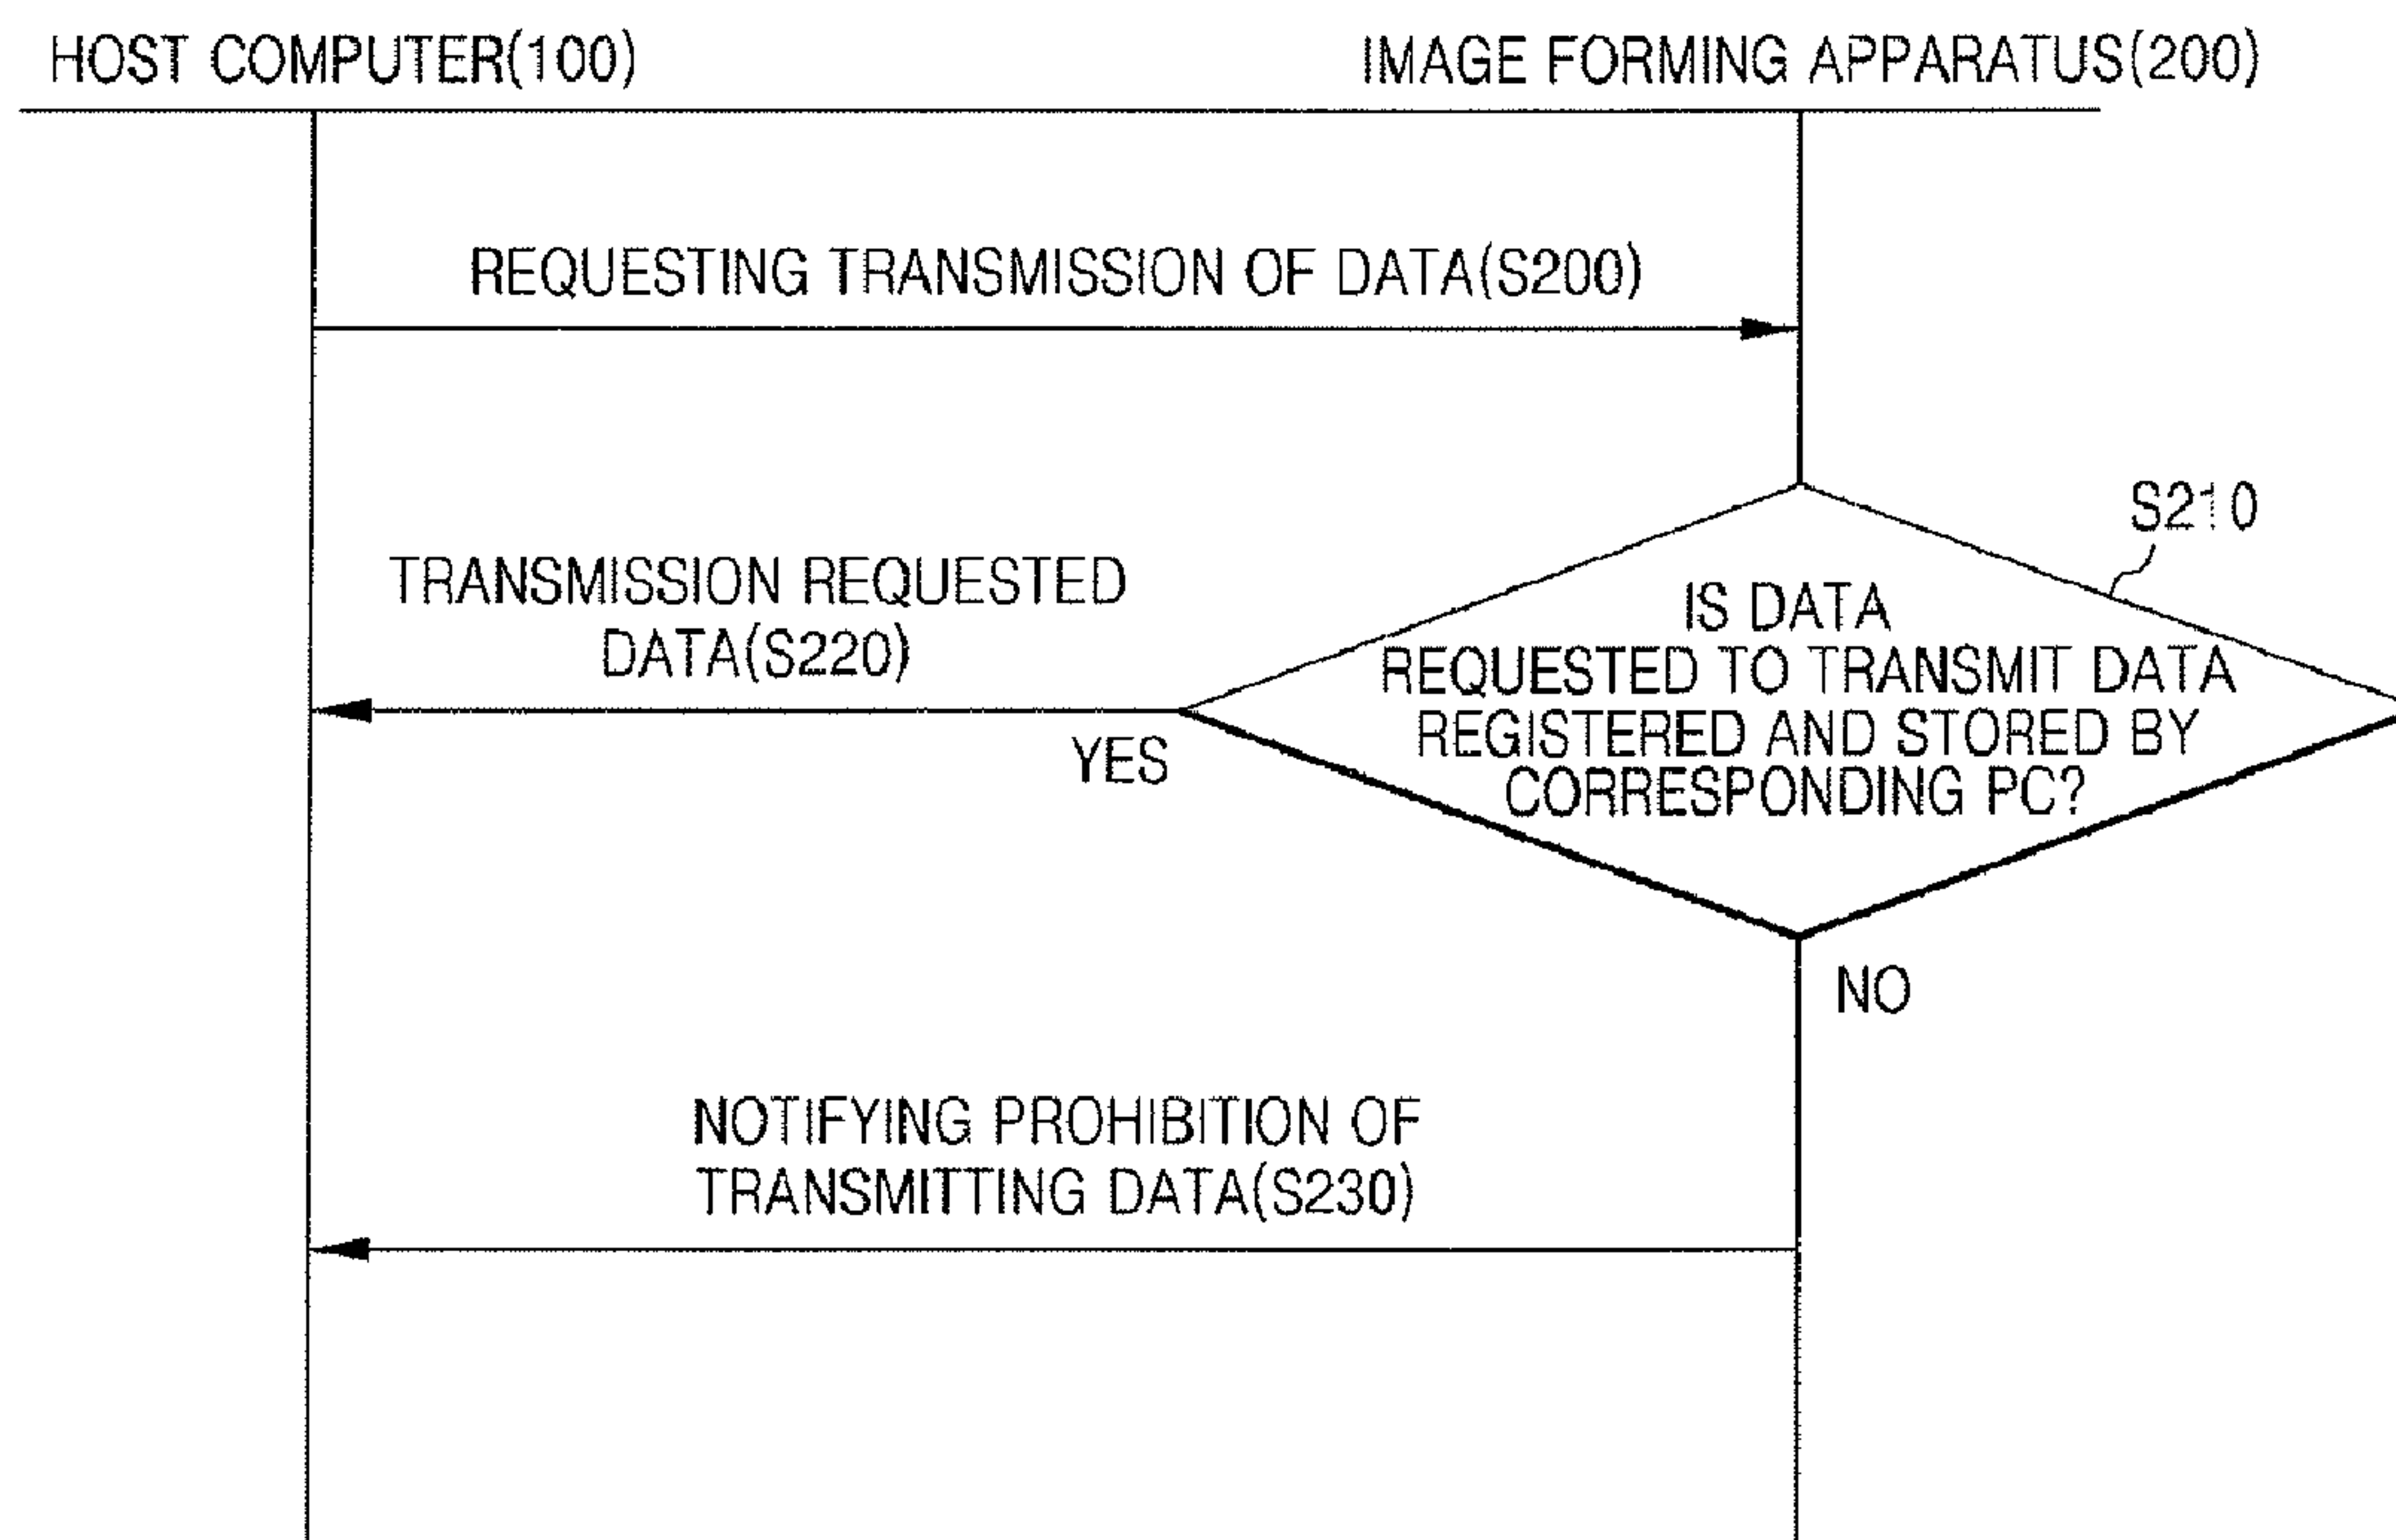 HOST COMPUTER(100)
IMAGE FORMING APPARATUS(200)
REQUESTING TRANSMISSION OF DATA(S200)
S210
TRANSMISSION REQUESTED
DATA(S220)
IS DATA
REQUESTED TO TRANSMIT DATA
REGISTERED AND STORED BY
CORRESPONDING PC?
YES
NO
NOTIFYING PROHIBITION OF
TRANSMITTING DATA(S230)